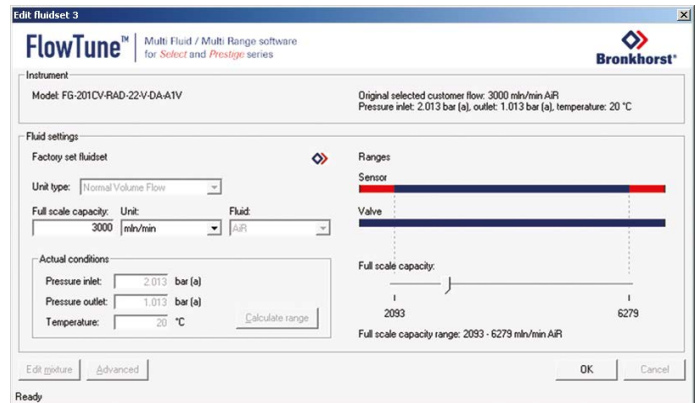 Edit fluidset 3
FlowTune™
Multi Fluid / Multi Range software
for Select and Prestige series
Bronkhorst®
Instrument
Model: FG-201CV-RAD-22-V-DA-A1V
Original selected customer flow: 3000 mln/min AiR
Pressure inlet: 2.013 bar (a), outlet: 1.013 bar (a), temperature: 20 °C
Fluid settings
Factory set fluidset
Unit type: Normal Volume Flow
Full scale capacity: Unit: Fluid:
3000 mln/min AiR
Actual conditions
Pressure inlet: 2.013 bar (a)
Pressure outlet: 1.013 bar (a)
Temperature: 20 °C
Calculate range
Ranges
Sensor
Valve
Full scale capacity:
2093 6279
Full scale capacity range: 2093 - 6279 mln/min AiR
Edit mixture Advanced OK Cancel
Ready